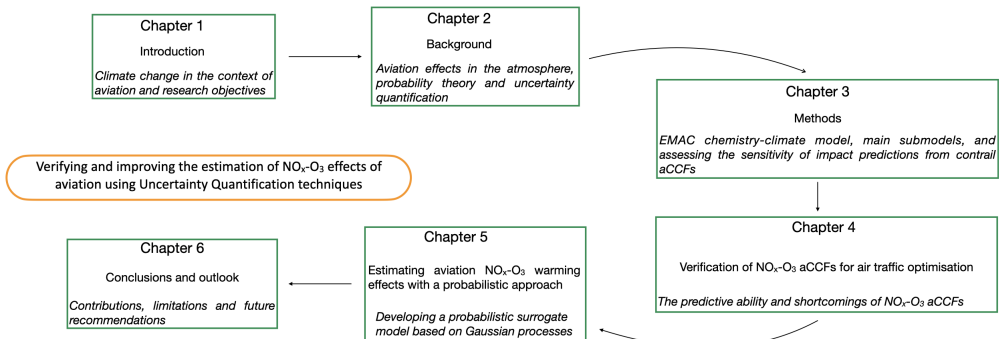 Chapter 1
Introduction
Climate change in the context of
aviation and research objectives
Chapter 2
Background
Aviation effects in the atmosphere,
probability theory and uncertainty
quantification
Chapter 3
Methods
EMAC chemistry-climate model, main submodels, and
assessing the sensitivity of impact predictions from contrail
aCCFs
Verifying and improving the estimation of NOₓ-O₃ effects of
aviation using Uncertainty Quantification techniques
Chapter 4
Verification of NOₓ-O₃ aCCFs for air traffic optimisation
The predictive ability and shortcomings of NOₓ-O₃ aCCFs
Chapter 5
Estimating aviation NOₓ-O₃ warming
effects with a probabilistic approach
Developing a probabilistic surrogate
model based on Gaussian processes
Chapter 6
Conclusions and outlook
Contributions, limitations and future
recommendations